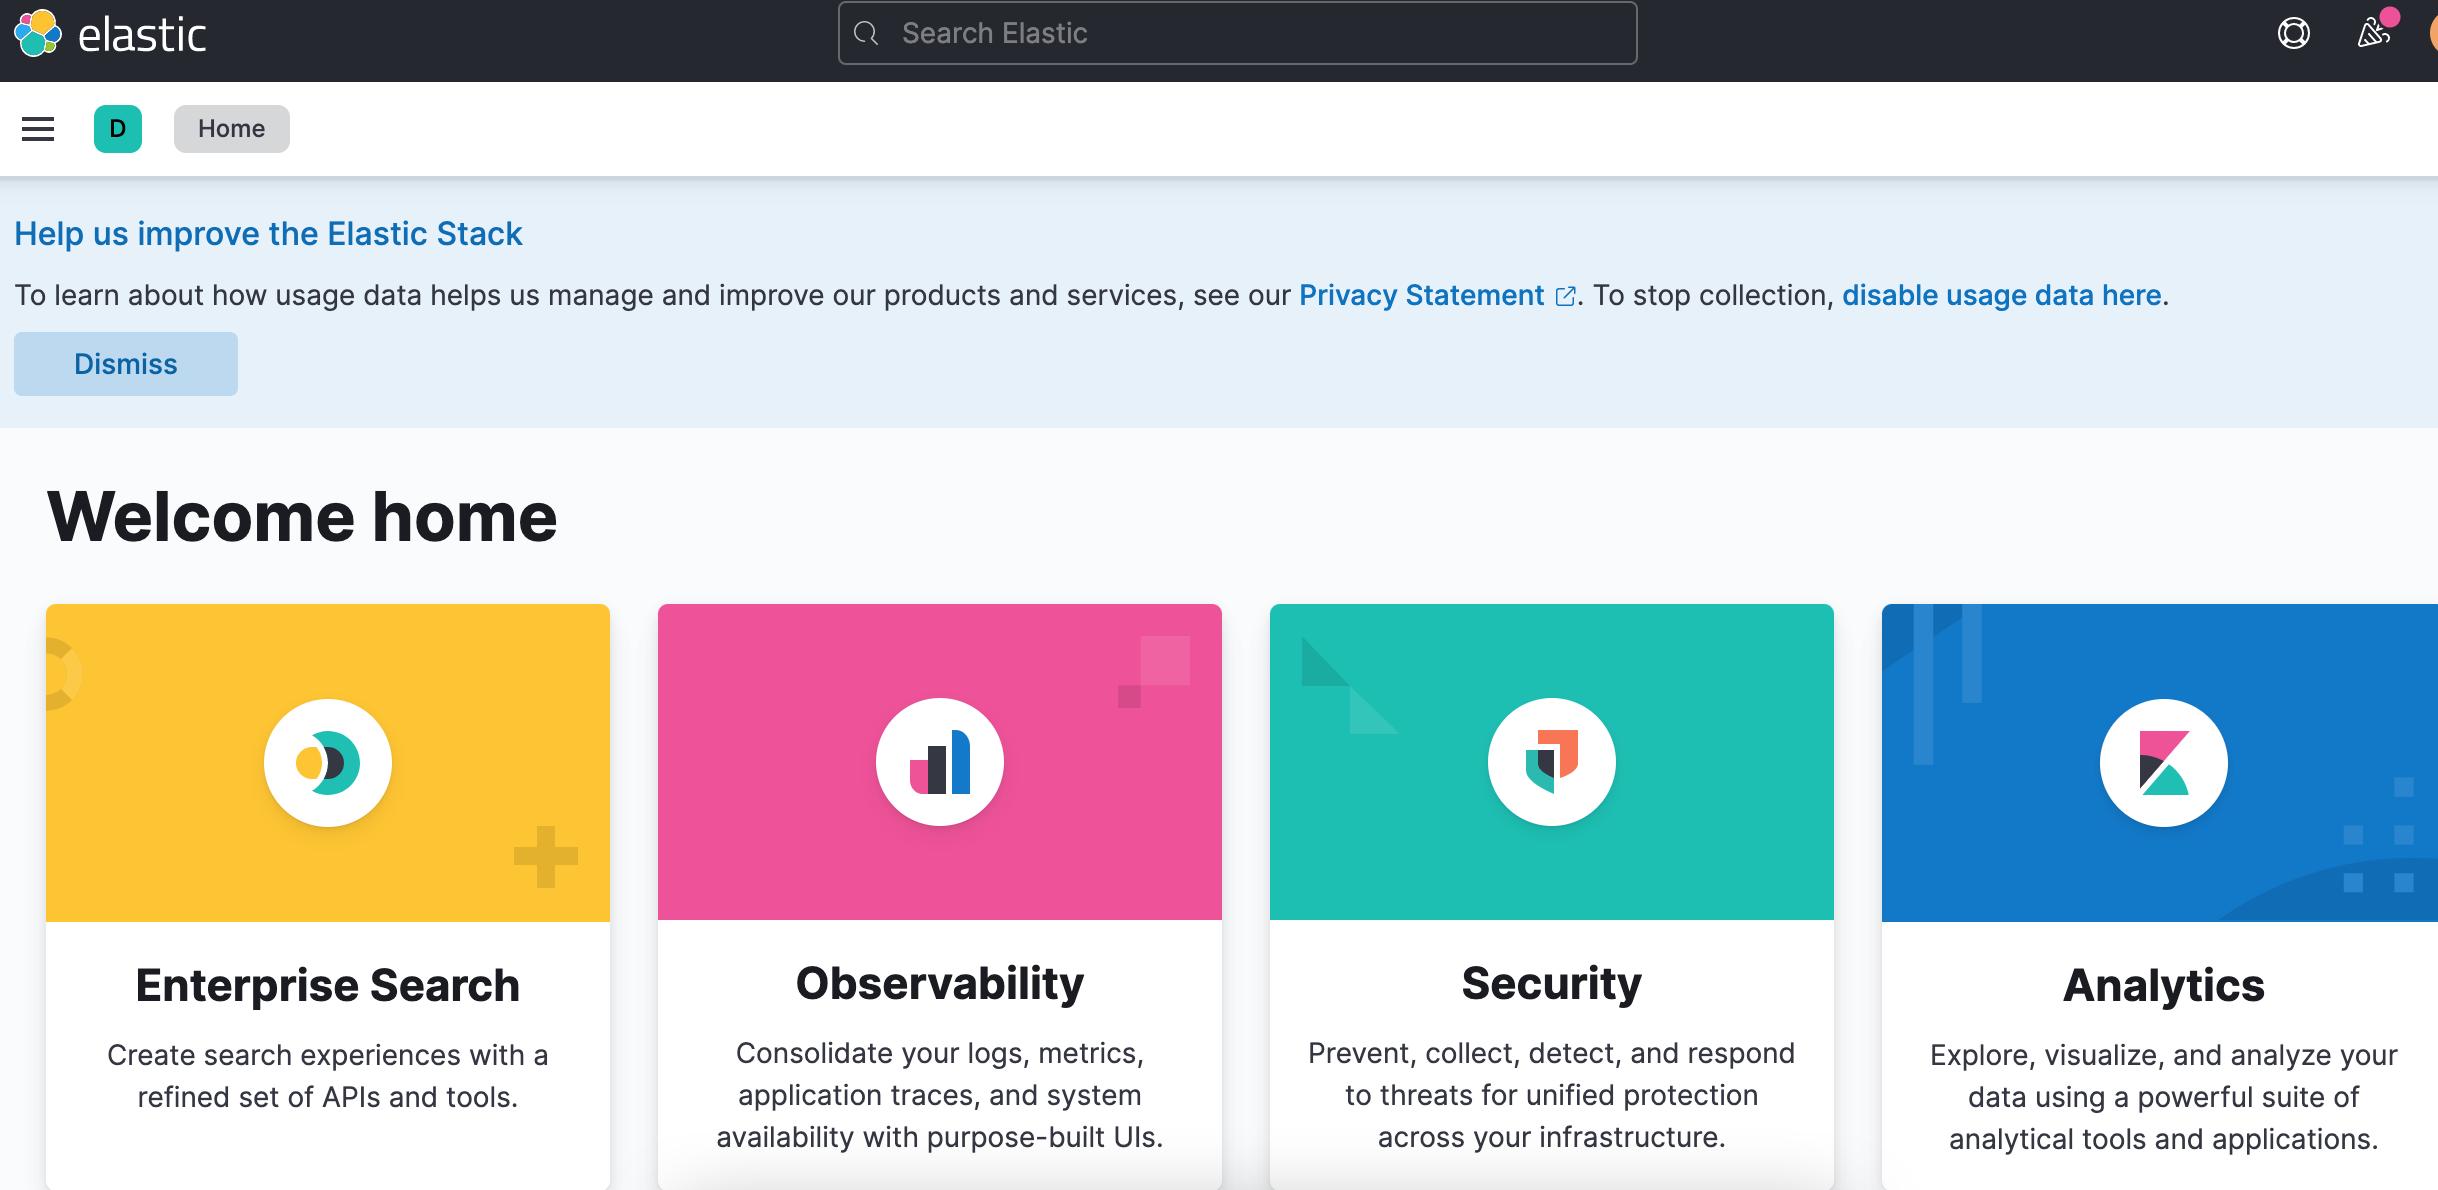 elastic
Search Elastic
D
Home
Help us improve the Elastic Stack
To learn about how usage data helps us manage and improve our products and services, see our Privacy Statement. To stop collection, disable usage data here.
Dismiss
Welcome home
Enterprise Search
Create search experiences with a
refined set of APIs and tools.
Observability
Consolidate your logs, metrics,
application traces, and system
availability with purpose-built UIs.
Security
Prevent, collect, detect, and respond
to threats for unified protection
across your infrastructure.
Analytics
Explore, visualize, and analyze your
data using a powerful suite of
analytical tools and applications.